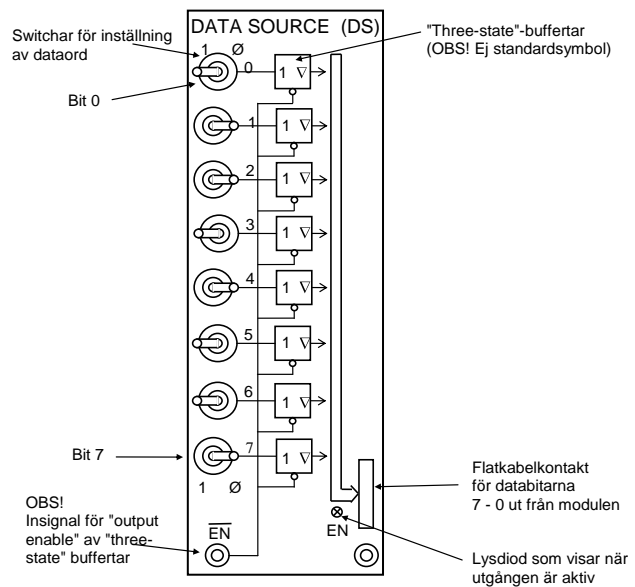 DATA SOURCE (DS)
Switchar för inställning
av dataord
"Three-state"-buffertar
(OBS! Ej standardsymbol)
1 Ø
Bit 0
0
1 ∇
1
1 ∇
2
1 ∇
3
1 ∇
4
1 ∇
5
1 ∇
6
1 ∇
Bit 7
7
1 ∇
1 Ø
Flatkabelkontakt
för databitarna
7 - 0 ut från modulen
OBS!
Insignal för "output
enable" av "three-
state" buffertar
EN
EN
Lysdiod som visar när
utgången är aktiv